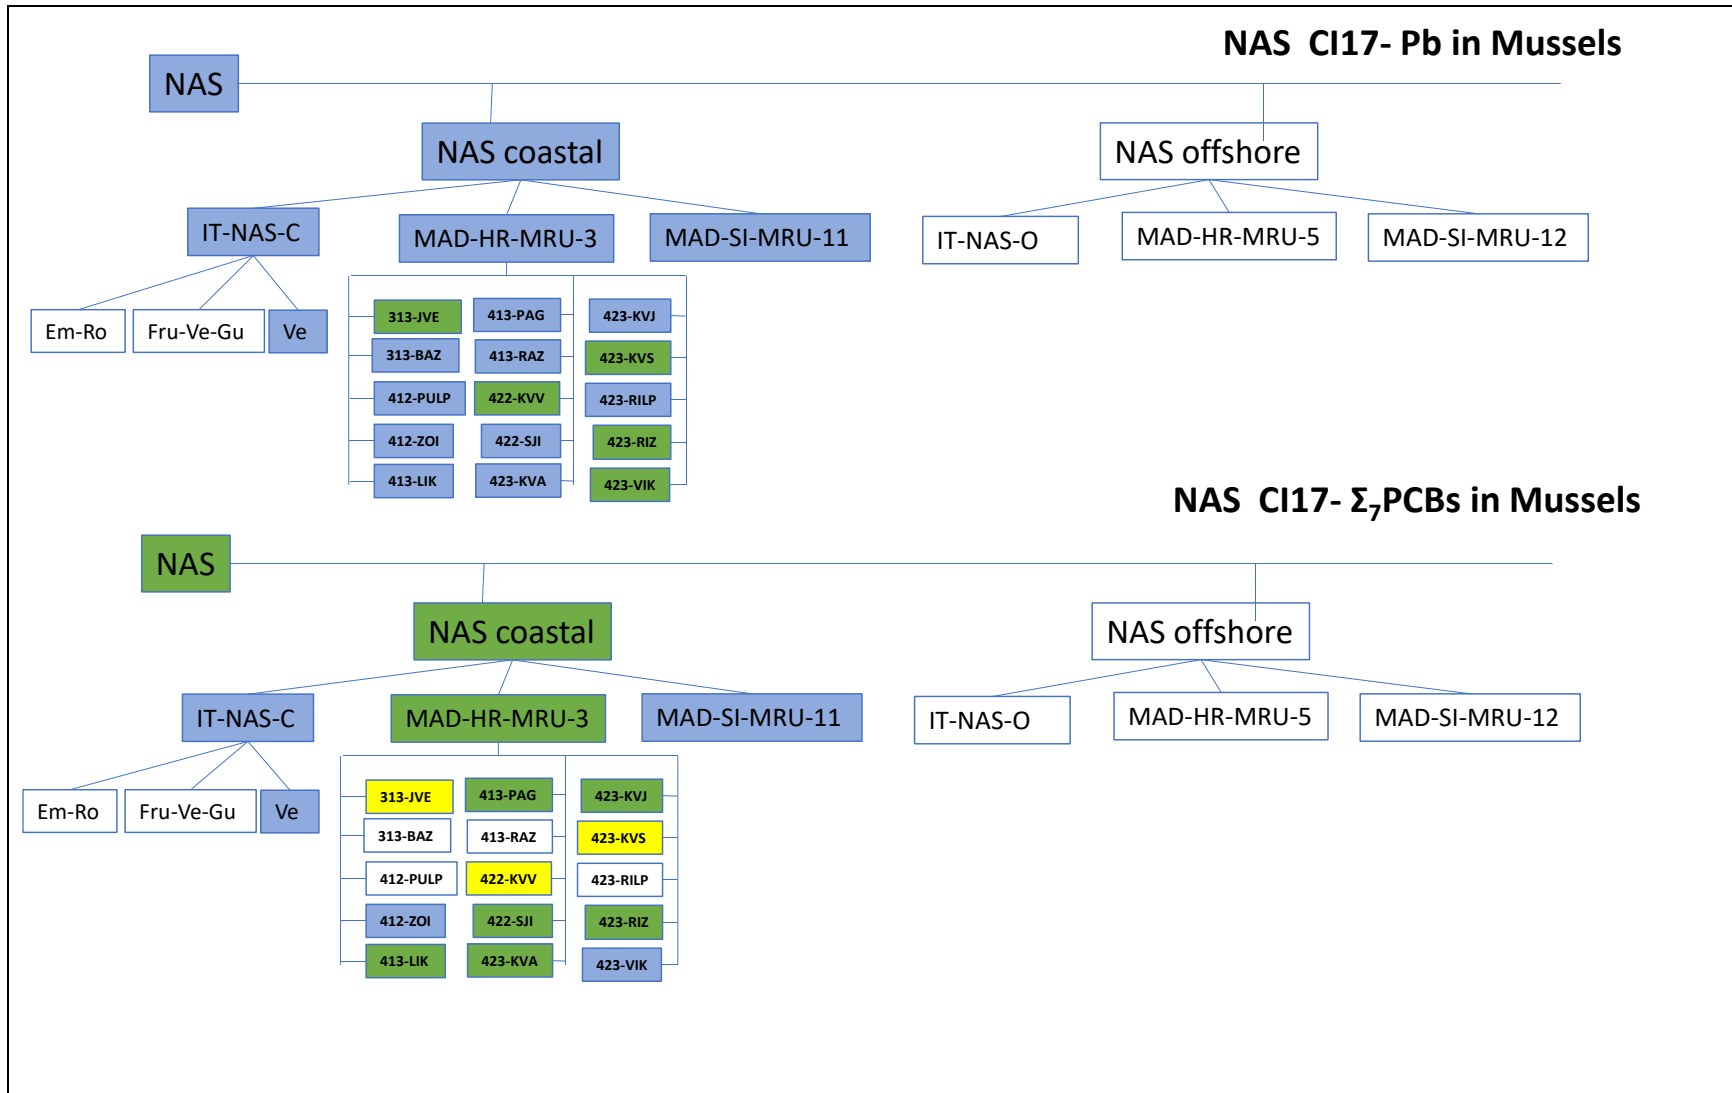 NAS CI17- Pb in Mussels
NAS
NAS coastal
NAS offshore
IT-NAS-C
MAD-HR-MRU-3
MAD-SI-MRU-11
IT-NAS-O
MAD-HR-MRU-5
MAD-SI-MRU-12
Em-Ro
Fru-Ve-Gu
Ve
313-JVE
413-PAG
423-KVJ
313-BAZ
413-RAZ
423-KVS
412-PULP
422-KVV
423-RILP
412-ZOI
422-SJI
423-RIZ
413-LIK
423-KVA
423-VIK
NAS CI17- Σ₇PCBs in Mussels
NAS
NAS coastal
NAS offshore
IT-NAS-C
MAD-HR-MRU-3
MAD-SI-MRU-11
IT-NAS-O
MAD-HR-MRU-5
MAD-SI-MRU-12
Em-Ro
Fru-Ve-Gu
Ve
313-JVE
413-PAG
423-KVJ
313-BAZ
413-RAZ
423-KVS
412-PULP
422-KVV
423-RILP
412-ZOI
422-SJI
423-RIZ
413-LIK
423-KVA
423-VIK